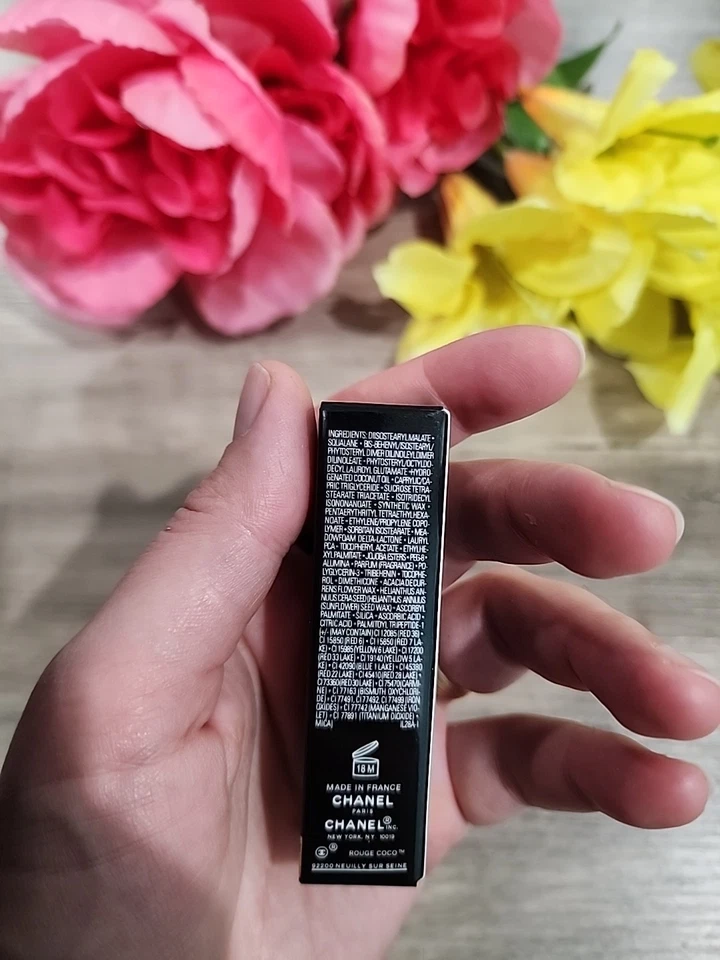 INGREDIENTS: DIISOSTEARYL MALATE •
SQUALANE • BIS-BEHENYL/ISOSTEARYL/
PHYTOSTERYL DIMER DILINOLEYL DIMER
DILINOLEATE • PHYTOSTERYL/OCTYLDO-
DECYL LAUROYL GLUTAMATE • HYDRO-
GENATED COCONUT OIL • CAPRYLIC/CA-
PRIC TRIGLYCERIDE • SUCROSE TETRA-
STEARATE TRIACETATE • ISOTRIDECYL
ISONONANOATE • SYNTHETIC WAX •
PENTAERYTHRITYL TETRAETHYLHEXA-
NOATE • ETHYLENE/PROPYLENE COPO-
LYMER • SORBITAN ISOSTEARATE • MEA-
DOWFOAM DELTA-LACTONE • LAURYL
PCA • TOCOPHERYL ACETATE • ETHYLHE-
XYL PALMITATE • JOJOBA ESTERS • PEG-8 •
ALUMINA • PARFUM (FRAGRANCE) • PO-
LYGLYCERIN-3 • TRIBEHENIN • TOCOPHE-
ROL • DIMETHICONE • ACACIA DECUR-
RENS FLOWER WAX • HELIANTHUS AN-
NUUS CERA SEED (HELIANTHUS ANNUUS
(SUNFLOWER) SEED WAX) • ASCORBYL
PALMITATE • SILICA • ASCORBIC ACID •
CITRIC ACID • PALMITOYL TRIPEPTIDE-1
[+/- (MAY CONTAIN) CI 12085 (RED 36) •
CI 15850 (RED 6) • CI 15850 (RED 7 LA-
KE) • CI 15985 (YELLOW 6 LAKE) • CI 17200
(RED 33 LAKE) • CI 19140 (YELLOW 5 LA-
KE) • CI 42090 (BLUE 1 LAKE) • CI 45380
(RED 22 LAKE) • CI 45410 (RED 28 LAKE) •
CI 73360 (RED 30 LAKE) • CI 75470 (CARMI-
NE) • CI 77163 (BISMUTH OXYCHLORI-
DE) • CI 77491, CI 77492, CI 77499 (IRON
OXIDES) • CI 77742 (MANGANESE VIO-
LET) • CI 77891 (TITANIUM DIOXIDE) •
MICA]
18 M
MADE IN FRANCE
CHANEL
PARIS
CHANEL® INC.
NEW YORK, NY. 10019
® ROUGE COCO™
92200 NEUILLY SUR SEINE